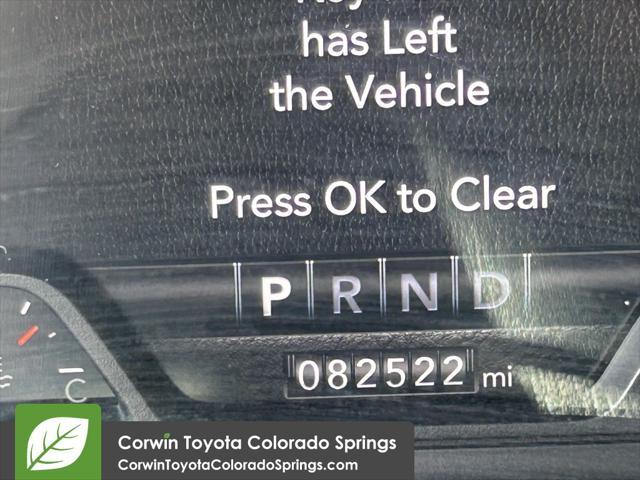 has Left
the Vehicle
Press OK to Clear
P R N D
082522 mi
C
Corwin Toyota Colorado Springs
CorwinToyotaColoradoSprings.com